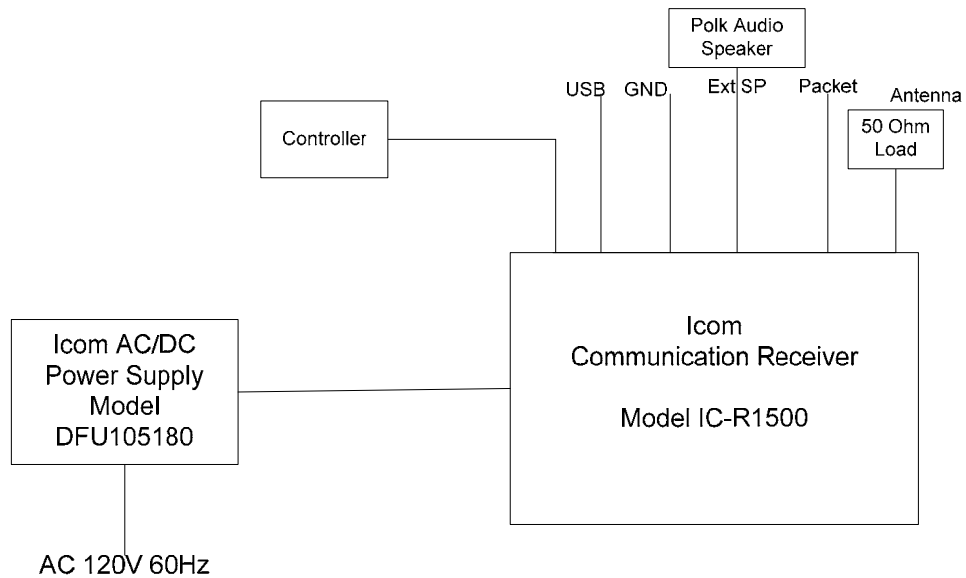 Polk Audio
Speaker
USB GND Ext SP Packet Antenna
Controller
50 Ohm
Load
Icom AC/DC
Power Supply
Model
DFU105180
Icom
Communication Receiver
Model IC-R1500
AC 120V 60Hz